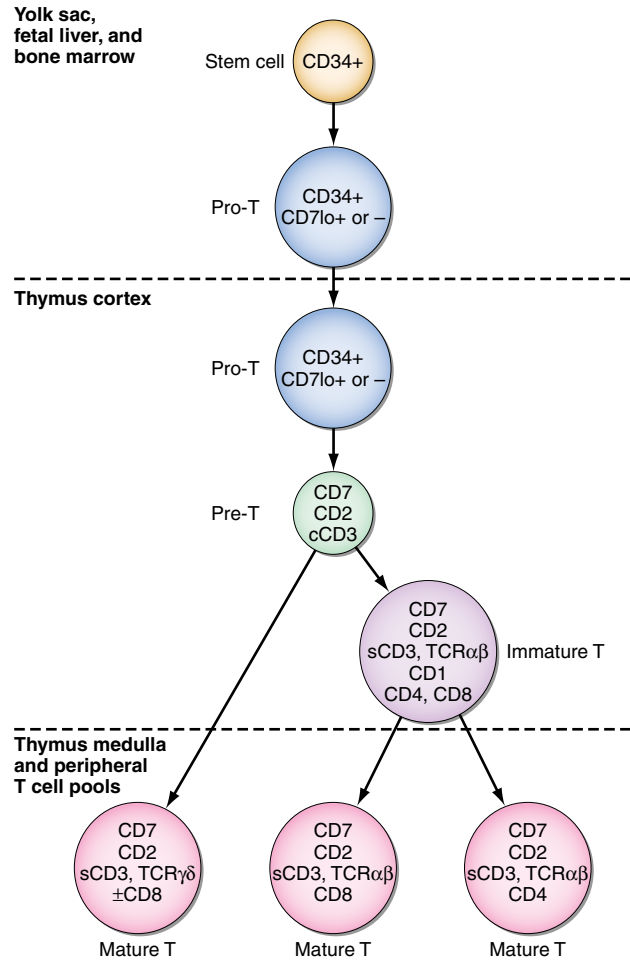 Yolk sac,
fetal liver, and
bone marrow
Stem cell
CD34+
Pro-T
CD34+
CD7lo+ or –
Thymus cortex
Pro-T
CD34+
CD7lo+ or –
Pre-T
CD7
CD2
cCD3
CD7
CD2
sCD3, TCRαβ
CD1
CD4, CD8
Immature T
Thymus medulla
and peripheral
T cell pools
CD7
CD2
sCD3, TCRγδ
±CD8
Mature T
CD7
CD2
sCD3, TCRαβ
CD8
Mature T
CD7
CD2
sCD3, TCRαβ
CD4
Mature T